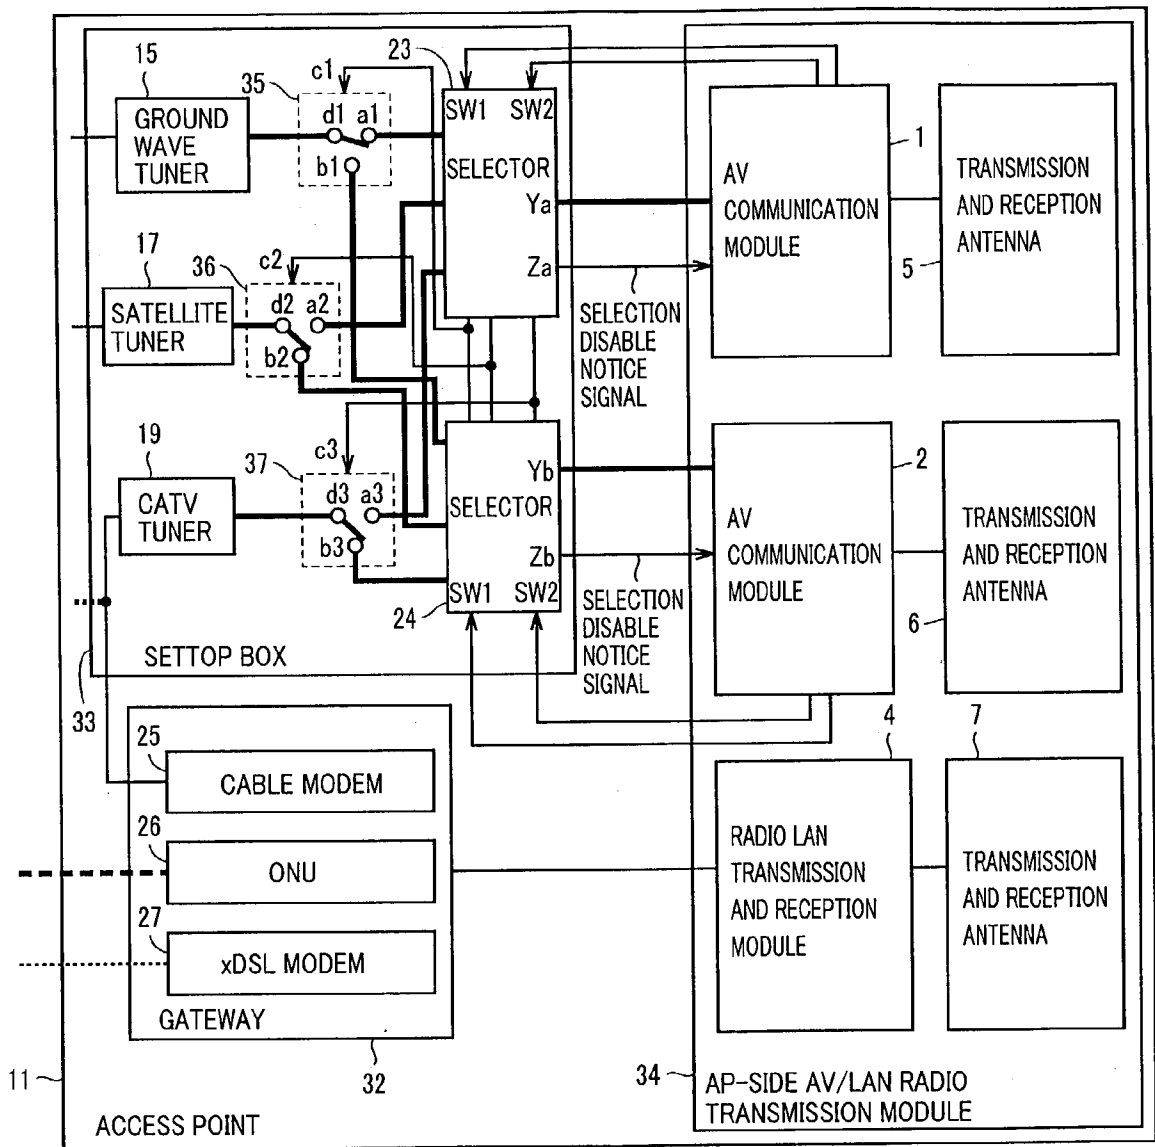 15
GROUND
WAVE
TUNER
35
c1
d1 a1
b1
23
SW1 SW2
SELECTOR
Ya
Za
SELECTION
DISABLE
NOTICE
SIGNAL
1
AV
COMMUNICATION
MODULE
TRANSMISSION
AND RECEPTION
ANTENNA
5
17
SATELLITE
TUNER
36
c2
d2 a2
b2
19
CATV
TUNER
37
c3
d3 a3
b3
Yb
SELECTOR
Zb
SW1 SW2
24
SELECTION
DISABLE
NOTICE
SIGNAL
2
AV
COMMUNICATION
MODULE
TRANSMISSION
AND RECEPTION
ANTENNA
6
SETTOP BOX
33
25
CABLE MODEM
26
ONU
27
xDSL MODEM
GATEWAY
32
4
RADIO LAN
TRANSMISSION
AND RECEPTION
MODULE
7
TRANSMISSION
AND RECEPTION
ANTENNA
11
ACCESS POINT
34
AP-SIDE AV/LAN RADIO
TRANSMISSION MODULE